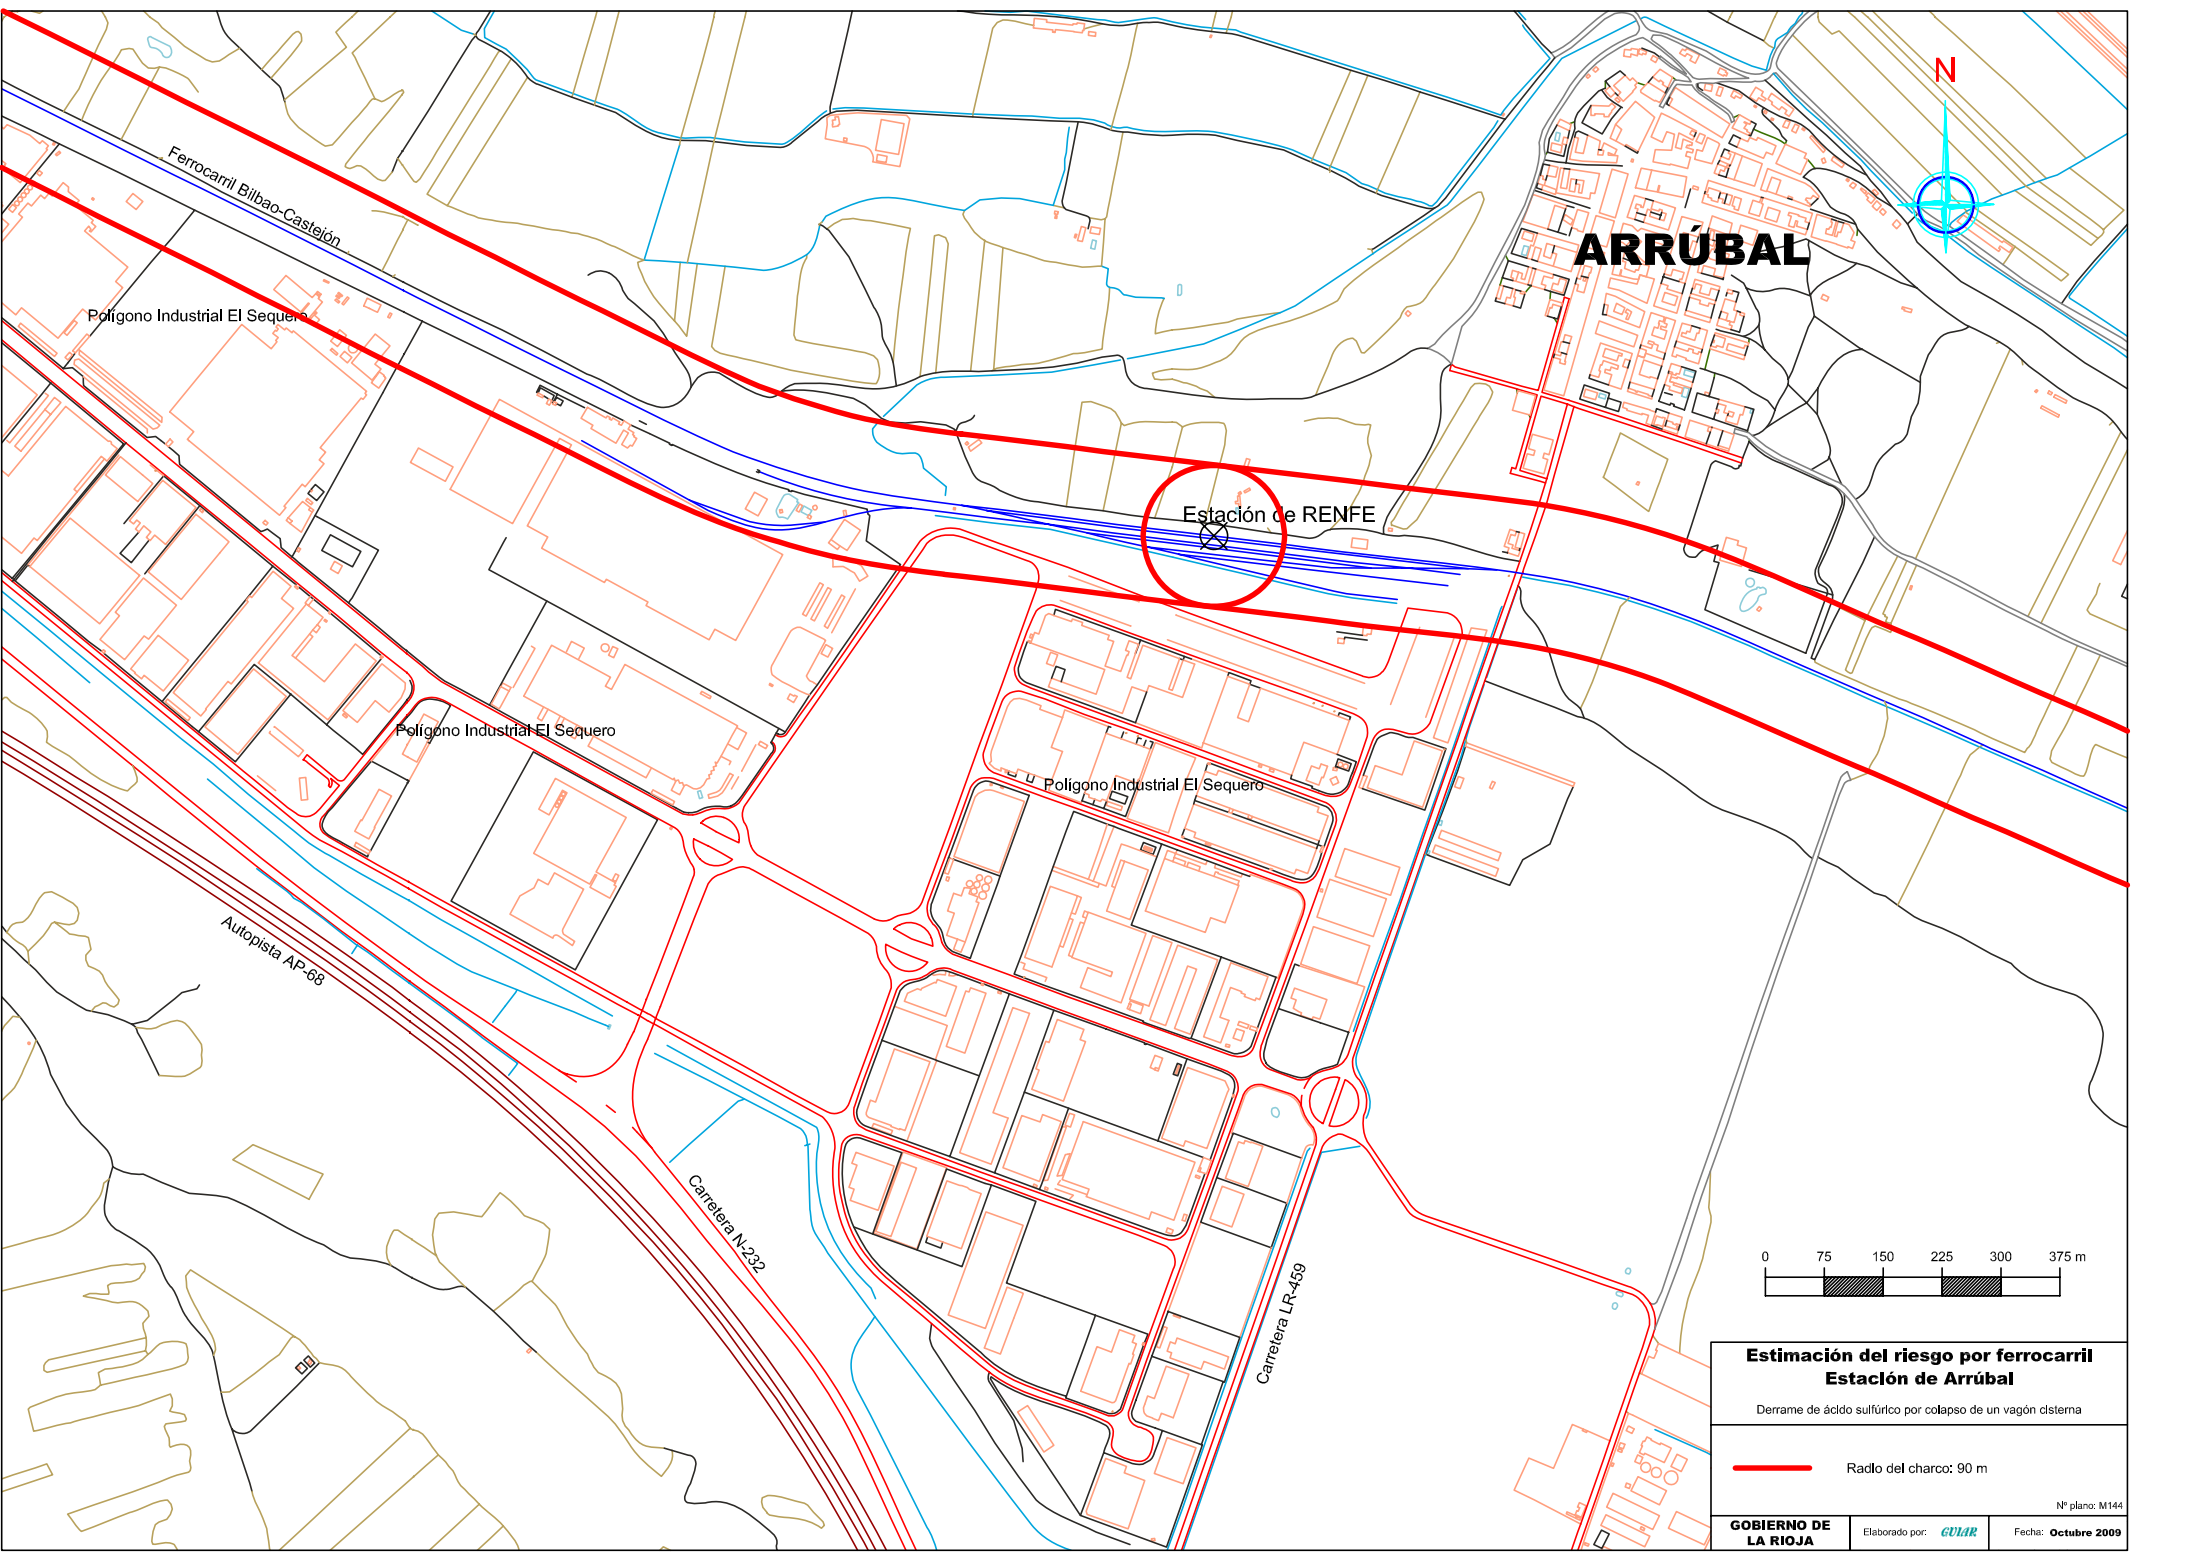 N
ARRÚBAL
Ferrocarril Bilbao-Castejón
Polígono Industrial El Sequero
Estación de RENFE
Polígono Industrial El Sequero
Polígono Industrial El Sequero
Autopista AP-68
Carretera N-232
Carretera LR-459
0 75 150 225 300 375 m
Estimación del riesgo por ferrocarril
Estación de Arrúbal
Derrame de ácido sulfúrico por colapso de un vagón cisterna
Radio del charco: 90 m
Nº plano: M144
GOBIERNO DE
LA RIOJA
Elaborado por: GUIAR
Fecha: Octubre 2009